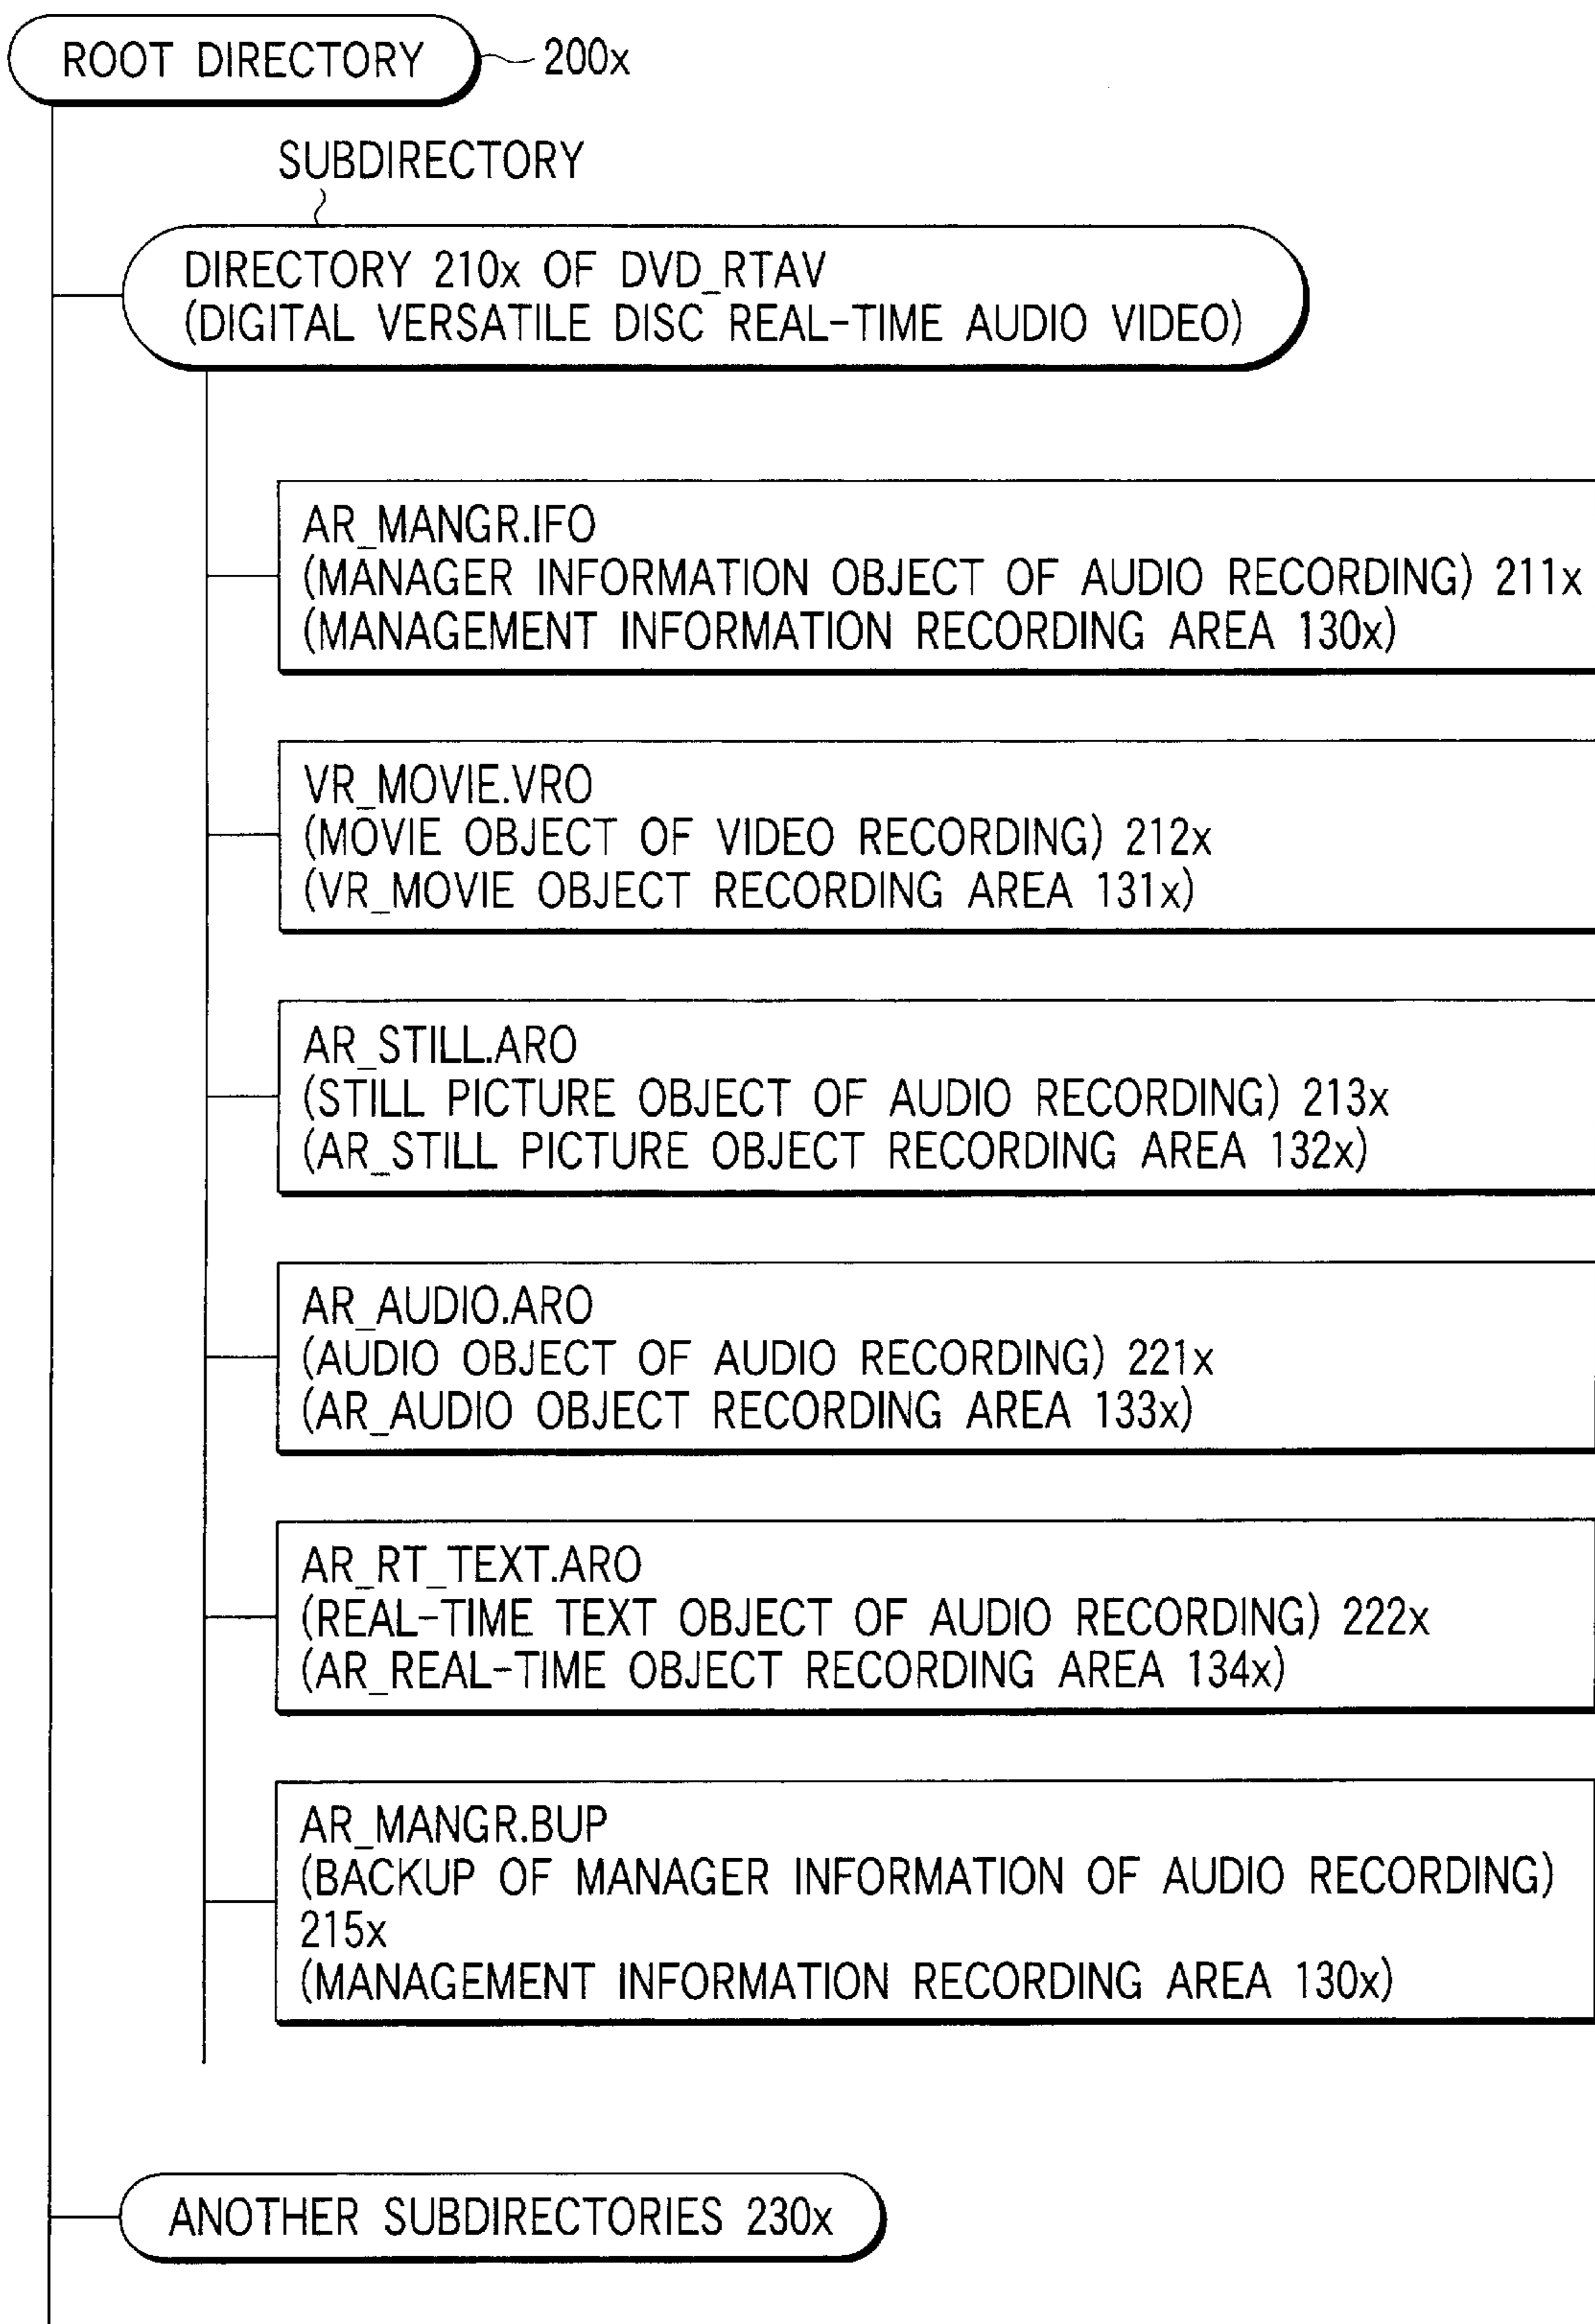 ROOT DIRECTORY 200x
SUBDIRECTORY
DIRECTORY 210x OF DVD_RTAV
(DIGITAL VERSATILE DISC REAL-TIME AUDIO VIDEO)
AR_MANGR.IFO
(MANAGER INFORMATION OBJECT OF AUDIO RECORDING) 211x
(MANAGEMENT INFORMATION RECORDING AREA 130x)
VR_MOVIE.VRO
(MOVIE OBJECT OF VIDEO RECORDING) 212x
(VR_MOVIE OBJECT RECORDING AREA 131x)
AR_STILL.ARO
(STILL PICTURE OBJECT OF AUDIO RECORDING) 213x
(AR_STILL PICTURE OBJECT RECORDING AREA 132x)
AR_AUDIO.ARO
(AUDIO OBJECT OF AUDIO RECORDING) 221x
(AR_AUDIO OBJECT RECORDING AREA 133x)
AR_RT_TEXT.ARO
(REAL-TIME TEXT OBJECT OF AUDIO RECORDING) 222x
(AR_REAL-TIME OBJECT RECORDING AREA 134x)
AR_MANGR.BUP
(BACKUP OF MANAGER INFORMATION OF AUDIO RECORDING)
215x
(MANAGEMENT INFORMATION RECORDING AREA 130x)
ANOTHER SUBDIRECTORIES 230x